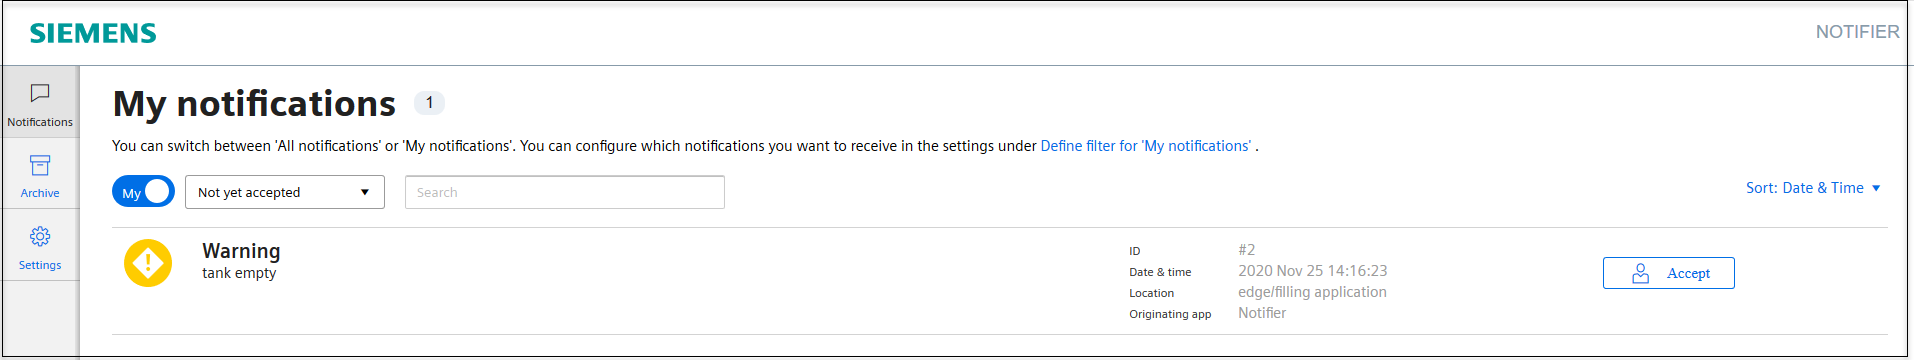 SIEMENS
NOTIFIER
Notifications
Archive
Settings
My notifications 1
You can switch between 'All notifications' or 'My notifications'. You can configure which notifications you want to receive in the settings under Define filter for 'My notifications' .
My
Not yet accepted
Search
Sort: Date & Time
Warning
tank empty
ID #2
Date & time 2020 Nov 25 14:16:23
Location edge/filling application
Originating app Notifier
Accept